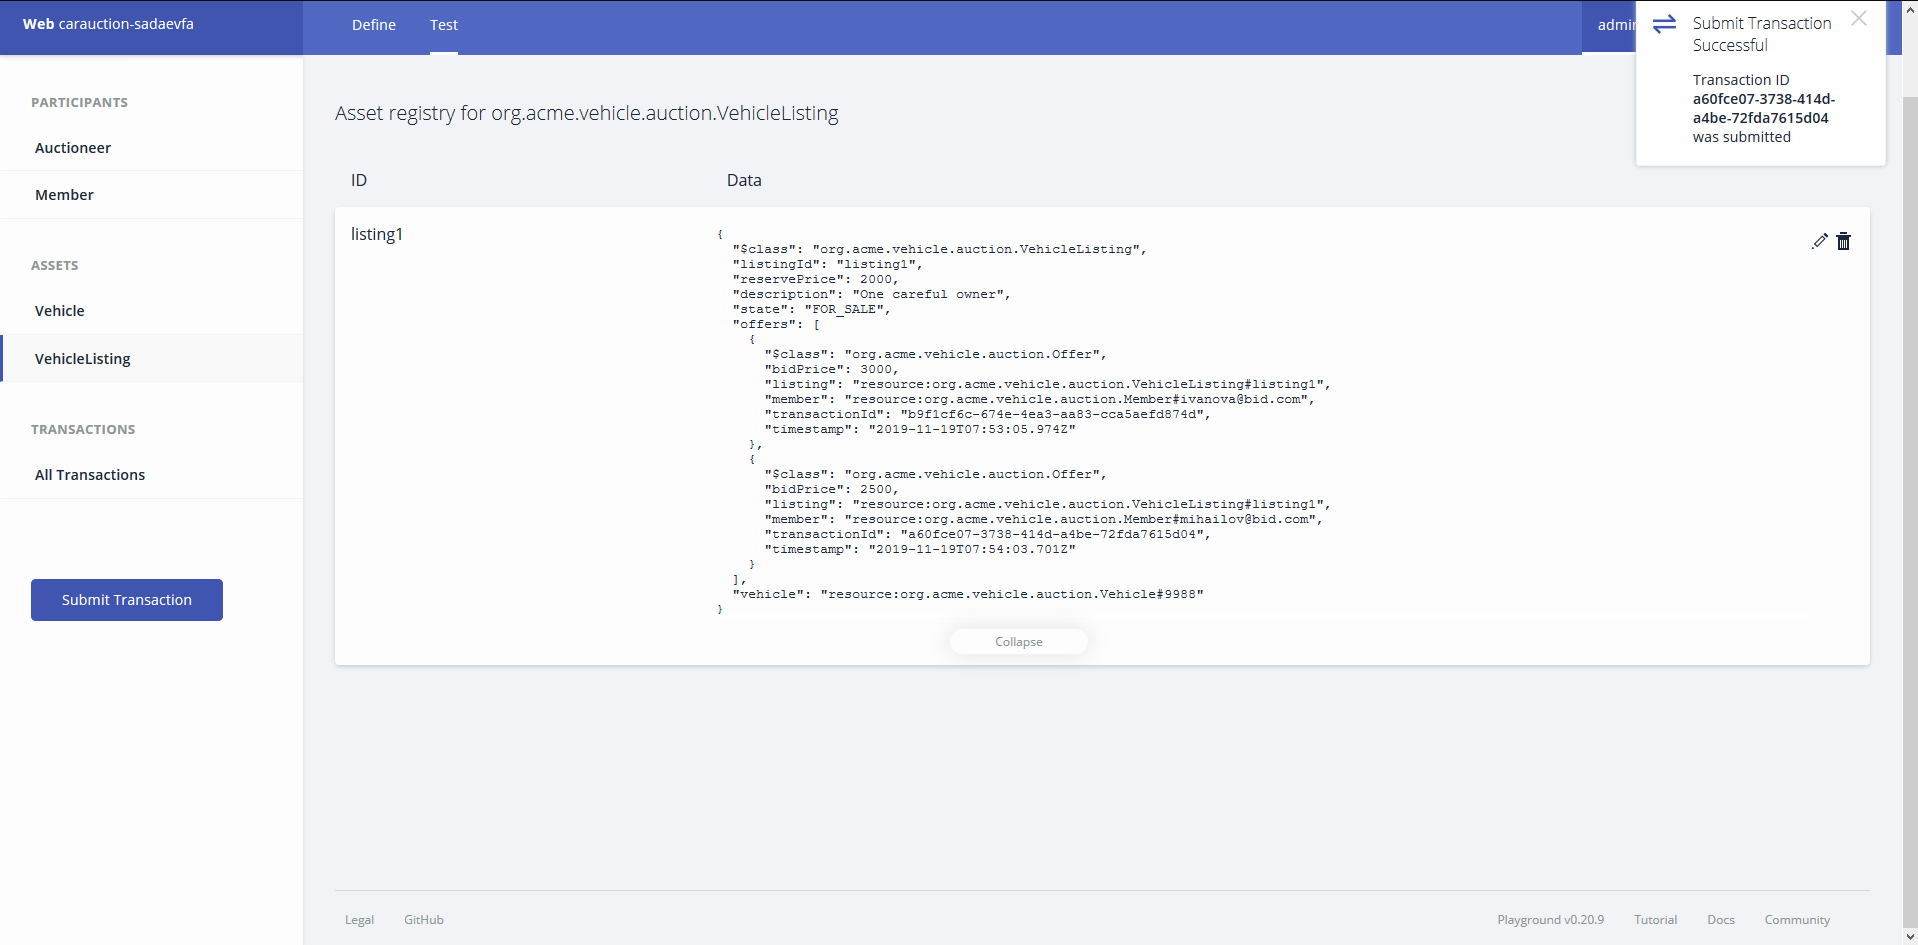 Web carauction-sadaevfa
Define
Test
Submit Transaction
Successful
Transaction ID
a60fce07-3738-414d-
a4be-72fda7615d04
was submitted
PARTICIPANTS
Auctioneer
Member
ASSETS
Vehicle
VehicleListing
TRANSACTIONS
All Transactions
Submit Transaction
Asset registry for org.acme.vehicle.auction.VehicleListing
ID
Data
listing1
{
"$class": "org.acme.vehicle.auction.VehicleListing",
"listingId": "listing1",
"reservePrice": 2000,
"description": "One careful owner",
"state": "FOR_SALE",
"offers": [
{
"$class": "org.acme.vehicle.auction.Offer",
"bidPrice": 3000,
"listing": "resource:org.acme.vehicle.auction.VehicleListing#listing1",
"member": "resource:org.acme.vehicle.auction.Member#ivanova@bid.com",
"transactionId": "b9f1cf6c-674e-4ea3-aa83-cca5aefd874d",
"timestamp": "2019-11-19T07:53:05.974Z"
},
{
"$class": "org.acme.vehicle.auction.Offer",
"bidPrice": 2500,
"listing": "resource:org.acme.vehicle.auction.VehicleListing#listing1",
"member": "resource:org.acme.vehicle.auction.Member#mihailov@bid.com",
"transactionId": "a60fce07-3738-414d-a4be-72fda7615d04",
"timestamp": "2019-11-19T07:54:03.701Z"
}
],
"vehicle": "resource:org.acme.vehicle.auction.Vehicle#9988"
}
Collapse
Legal
GitHub
Playground v0.20.9
Tutorial
Docs
Community